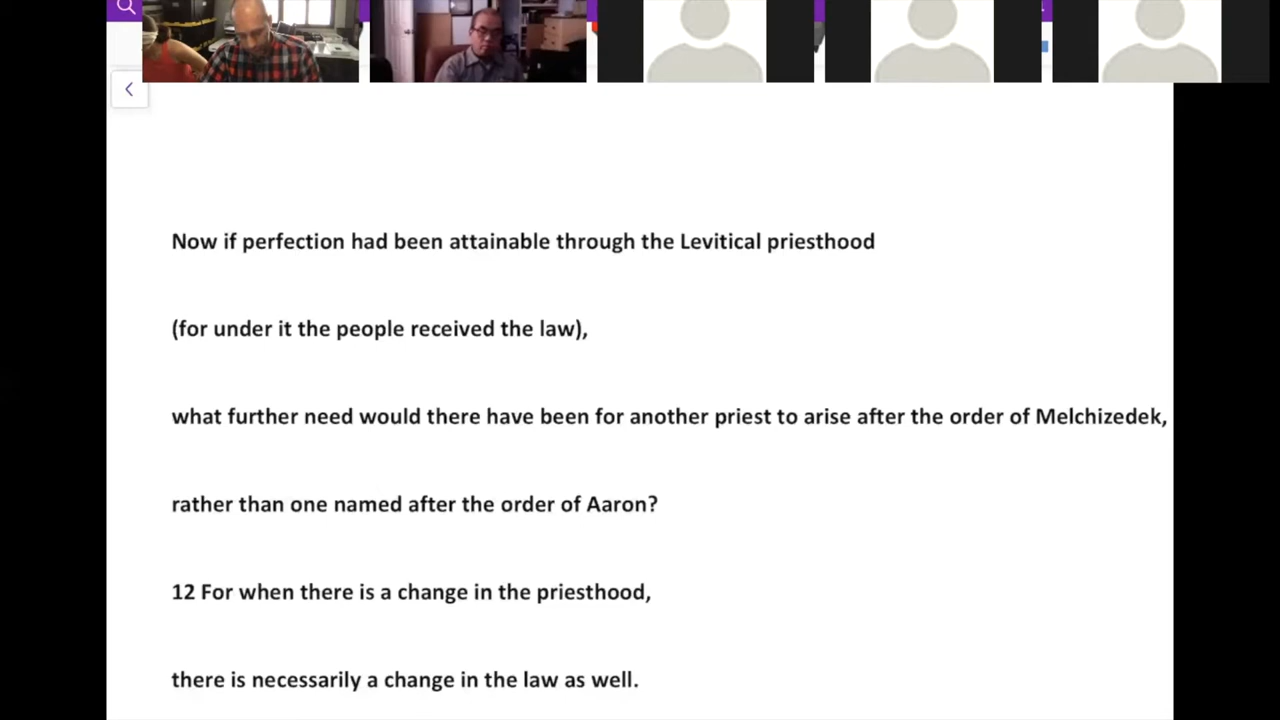 Now if perfection had been attainable through the Levitical priesthood
(for under it the people received the law),
what further need would there have been for another priest to arise after the order of Melchizedek,
rather than one named after the order of Aaron?
12 For when there is a change in the priesthood,
there is necessarily a change in the law as well.